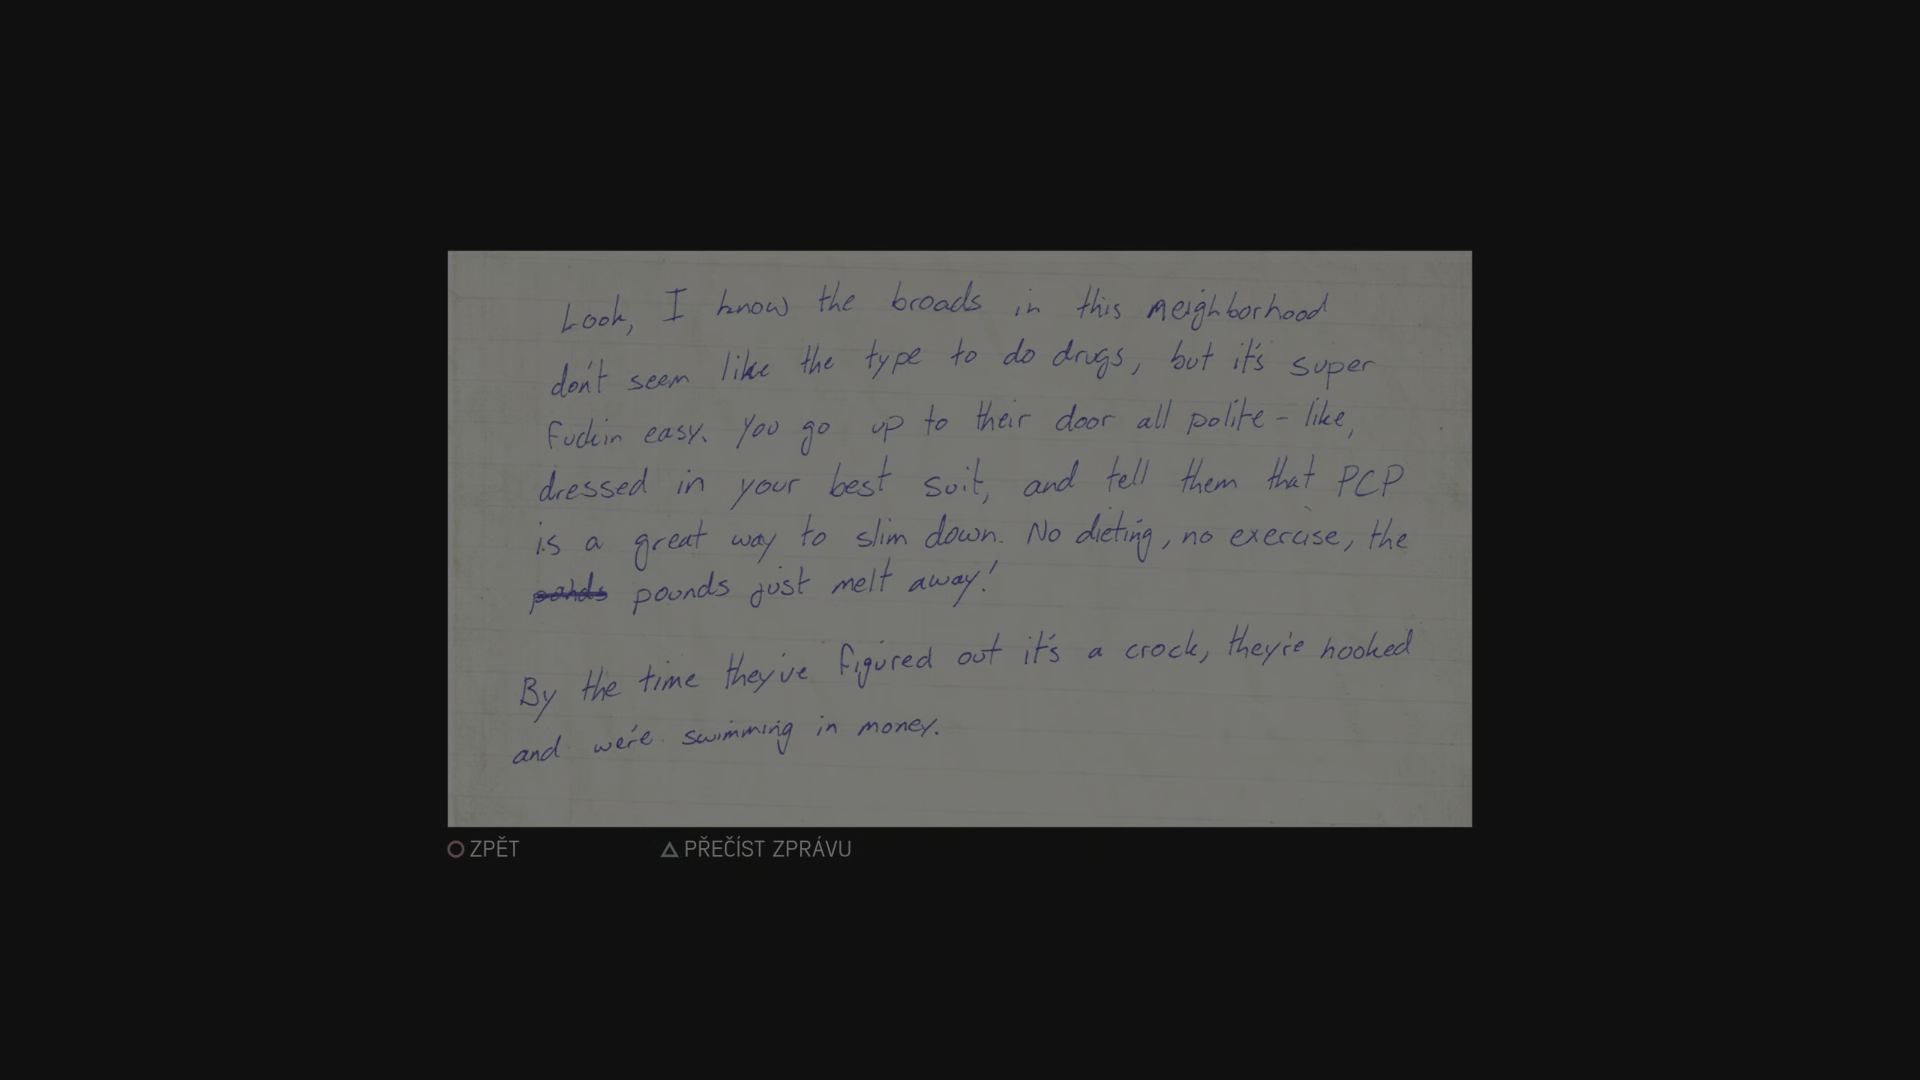 Look, I know the broads in this neighborhood
don't seem like the type to do drugs, but it's super
fuckin easy. You go up to their door all polite-like,
dressed in your best suit, and tell them that PCP
is a great way to slim down. No dieting, no exercise, the
pounds just melt away!
By the time they've figured out it's a crock, they're hooked
and we're swimming in money.
ZPĚT
PŘEČÍST ZPRÁVU